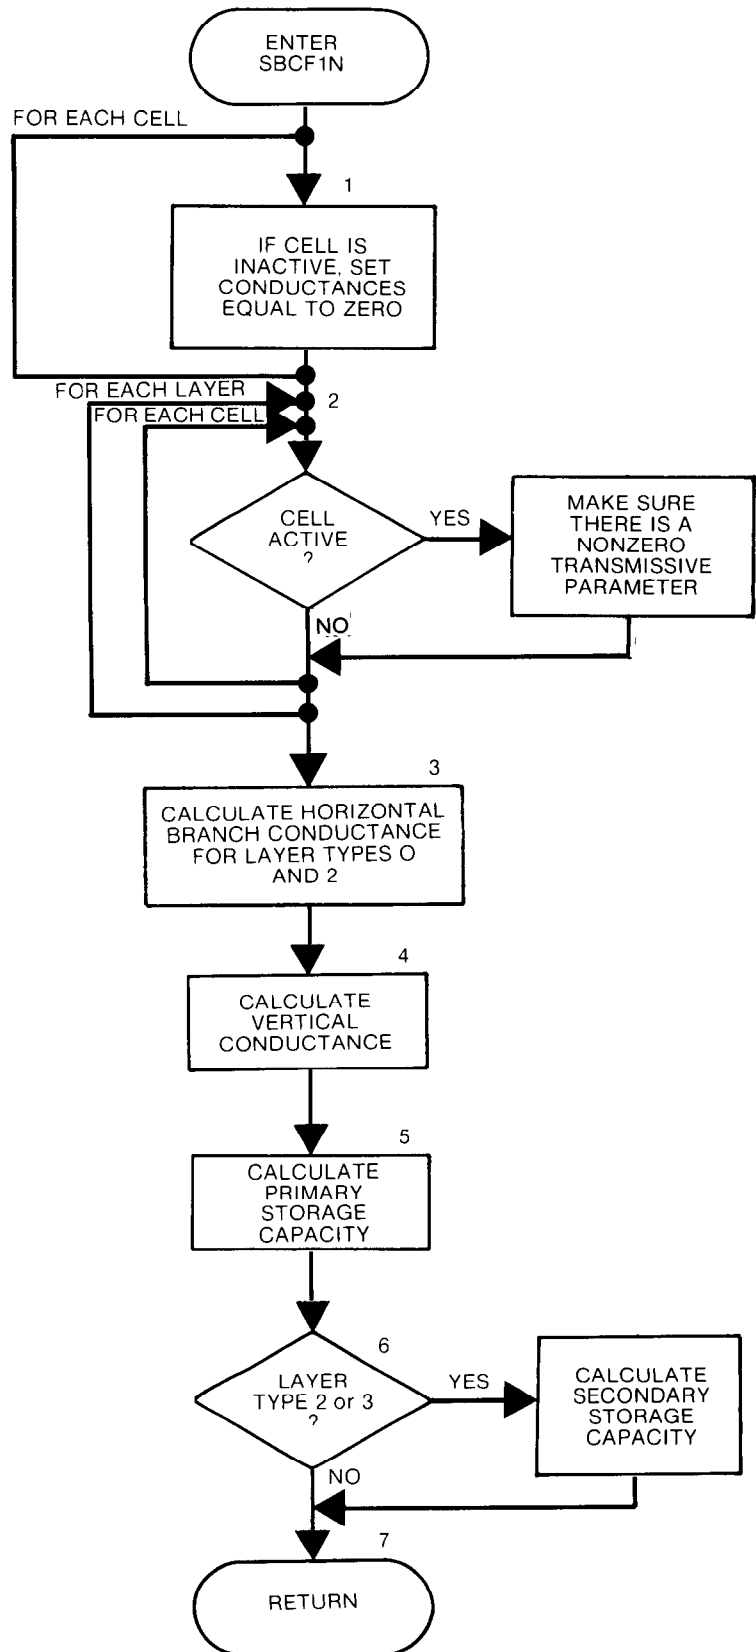 ENTER
SBCF1N
FOR EACH CELL
1
IF CELL IS
INACTIVE, SET
CONDUCTANCES
EQUAL TO ZERO
FOR EACH LAYER
2
FOR EACH CELL
CELL
ACTIVE
?
YES
MAKE SURE
THERE IS A
NONZERO
TRANSMISSIVE
PARAMETER
NO
3
CALCULATE HORIZONTAL
BRANCH CONDUCTANCE
FOR LAYER TYPES O
AND 2
4
CALCULATE
VERTICAL
CONDUCTANCE
5
CALCULATE
PRIMARY
STORAGE
CAPACITY
6
LAYER
TYPE 2 or 3
?
YES
CALCULATE
SECONDARY
STORAGE
CAPACITY
NO
7
RETURN